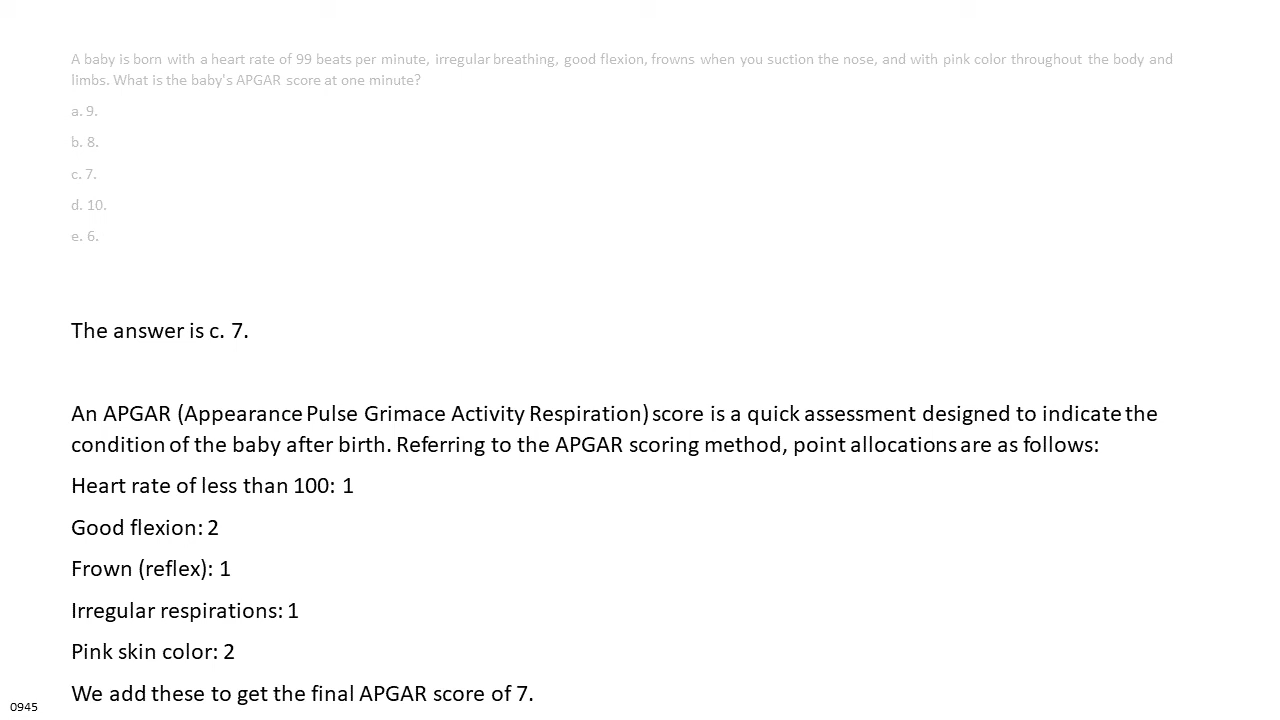 A baby is born with a heart rate of 99 beats per minute, irregular breathing, good flexion, frowns when you suction the nose, and with pink color throughout the body and
limbs. What is the baby's APGAR score at one minute?
a. 9.
b. 8.
c. 7.
d. 10.
e. 6.
The answer is c. 7.
An APGAR (Appearance Pulse Grimace Activity Respiration) score is a quick assessment designed to indicate the
condition of the baby after birth. Referring to the APGAR scoring method, point allocations are as follows:
Heart rate of less than 100: 1
Good flexion: 2
Frown (reflex): 1
Irregular respirations: 1
Pink skin color: 2
We add these to get the final APGAR score of 7.
0945